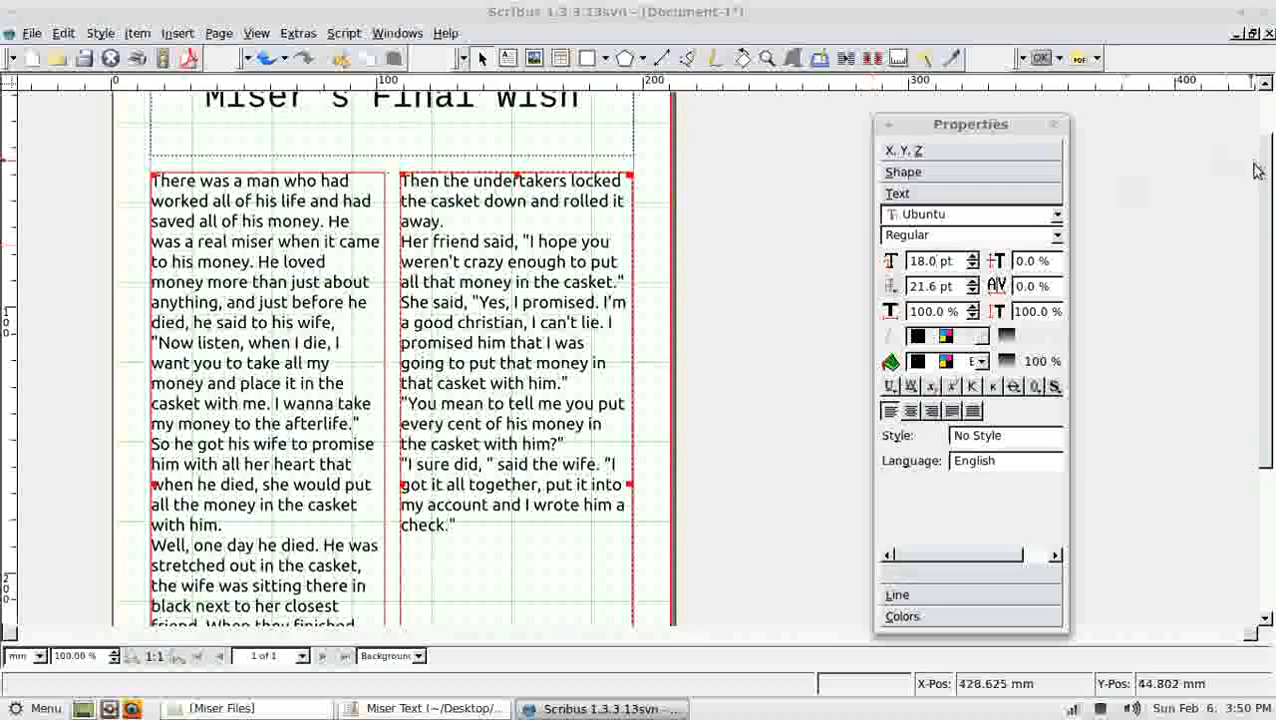 Scribus 1.3.3.13svn - [Document-1*]
File Edit Style Item Insert Page View Extras Script Windows Help
0 100 200 300 400
Miser's Final Wish
There was a man who had
worked all of his life and had
saved all of his money. He
was a real miser when it came
to his money. He loved
money more than just about
anything, and just before he
died, he said to his wife,
"Now listen, when I die, I
want you to take all my
money and place it in the
casket with me. I wanna take
my money to the afterlife."
So he got his wife to promise
him with all her heart that
when he died, she would put
all the money in the casket
with him.
Well, one day he died. He was
stretched out in the casket,
the wife was sitting there in
black next to her closest
friend. When they finished
Then the undertakers locked
the casket down and rolled it
away.
Her friend said, "I hope you
weren't crazy enough to put
all that money in the casket."
She said, "Yes, I promised. I'm
a good christian, I can't lie. I
promised him that I was
going to put that money in
that casket with him."
"You mean to tell me you put
every cent of his money in
the casket with him?"
"I sure did, " said the wife. "I
got it all together, put it into
my account and I wrote him a
check."
Properties
X, Y, Z
Shape
Text
Ubuntu
Regular
18.0 pt 0.0 %
21.6 pt 0.0 %
100.0 % 100.0 %
100 %
Style: No Style
Language: English
Line
Colors
100
200
mm 100.00 % 1:1 1 of 1 Background
X-Pos: 428.625 mm Y-Pos: 44.802 mm
Menu [Miser Files] Miser Text (~/Desktop/... Scribus 1.3.3.13svn - ... Sun Feb 6, 3:50 PM